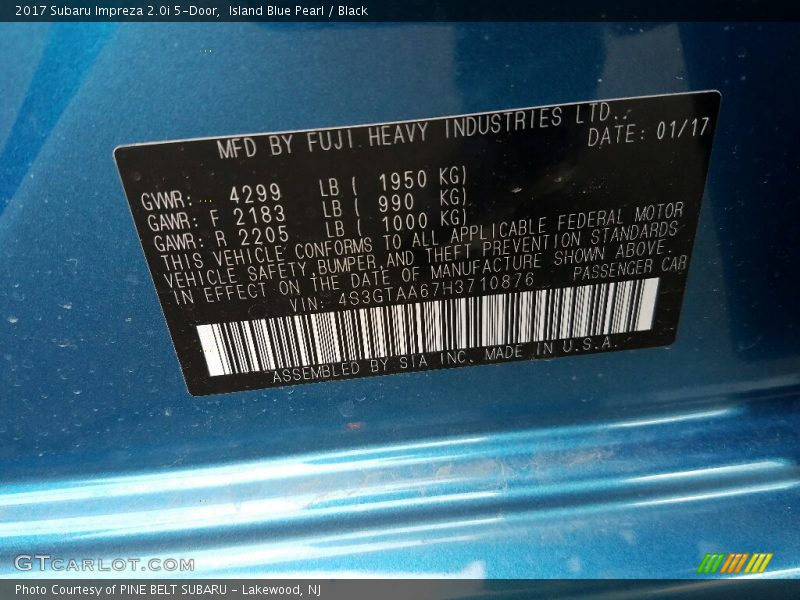 2017 Subaru Impreza 2.0i 5-Door,  Island Blue Pearl / Black
MFD BY FUJI HEAVY INDUSTRIES LTD.
DATE: 01/17
GVWR: 4299 LB ( 1950 KG)
GAWR: F 2183 LB ( 990 KG)
GAWR: R 2205 LB ( 1000 KG)
THIS VEHICLE CONFORMS TO ALL APPLICABLE FEDERAL MOTOR
VEHICLE SAFETY, BUMPER, AND THEFT PREVENTION STANDARDS
IN EFFECT ON THE DATE OF MANUFACTURE SHOWN ABOVE.
VIN: 4S3GTAA67H3710876 PASSENGER CAR
ASSEMBLED BY SIA INC. MADE IN U.S.A.
GTCARLOT.COM
Photo Courtesy of PINE BELT SUBARU - Lakewood, NJ